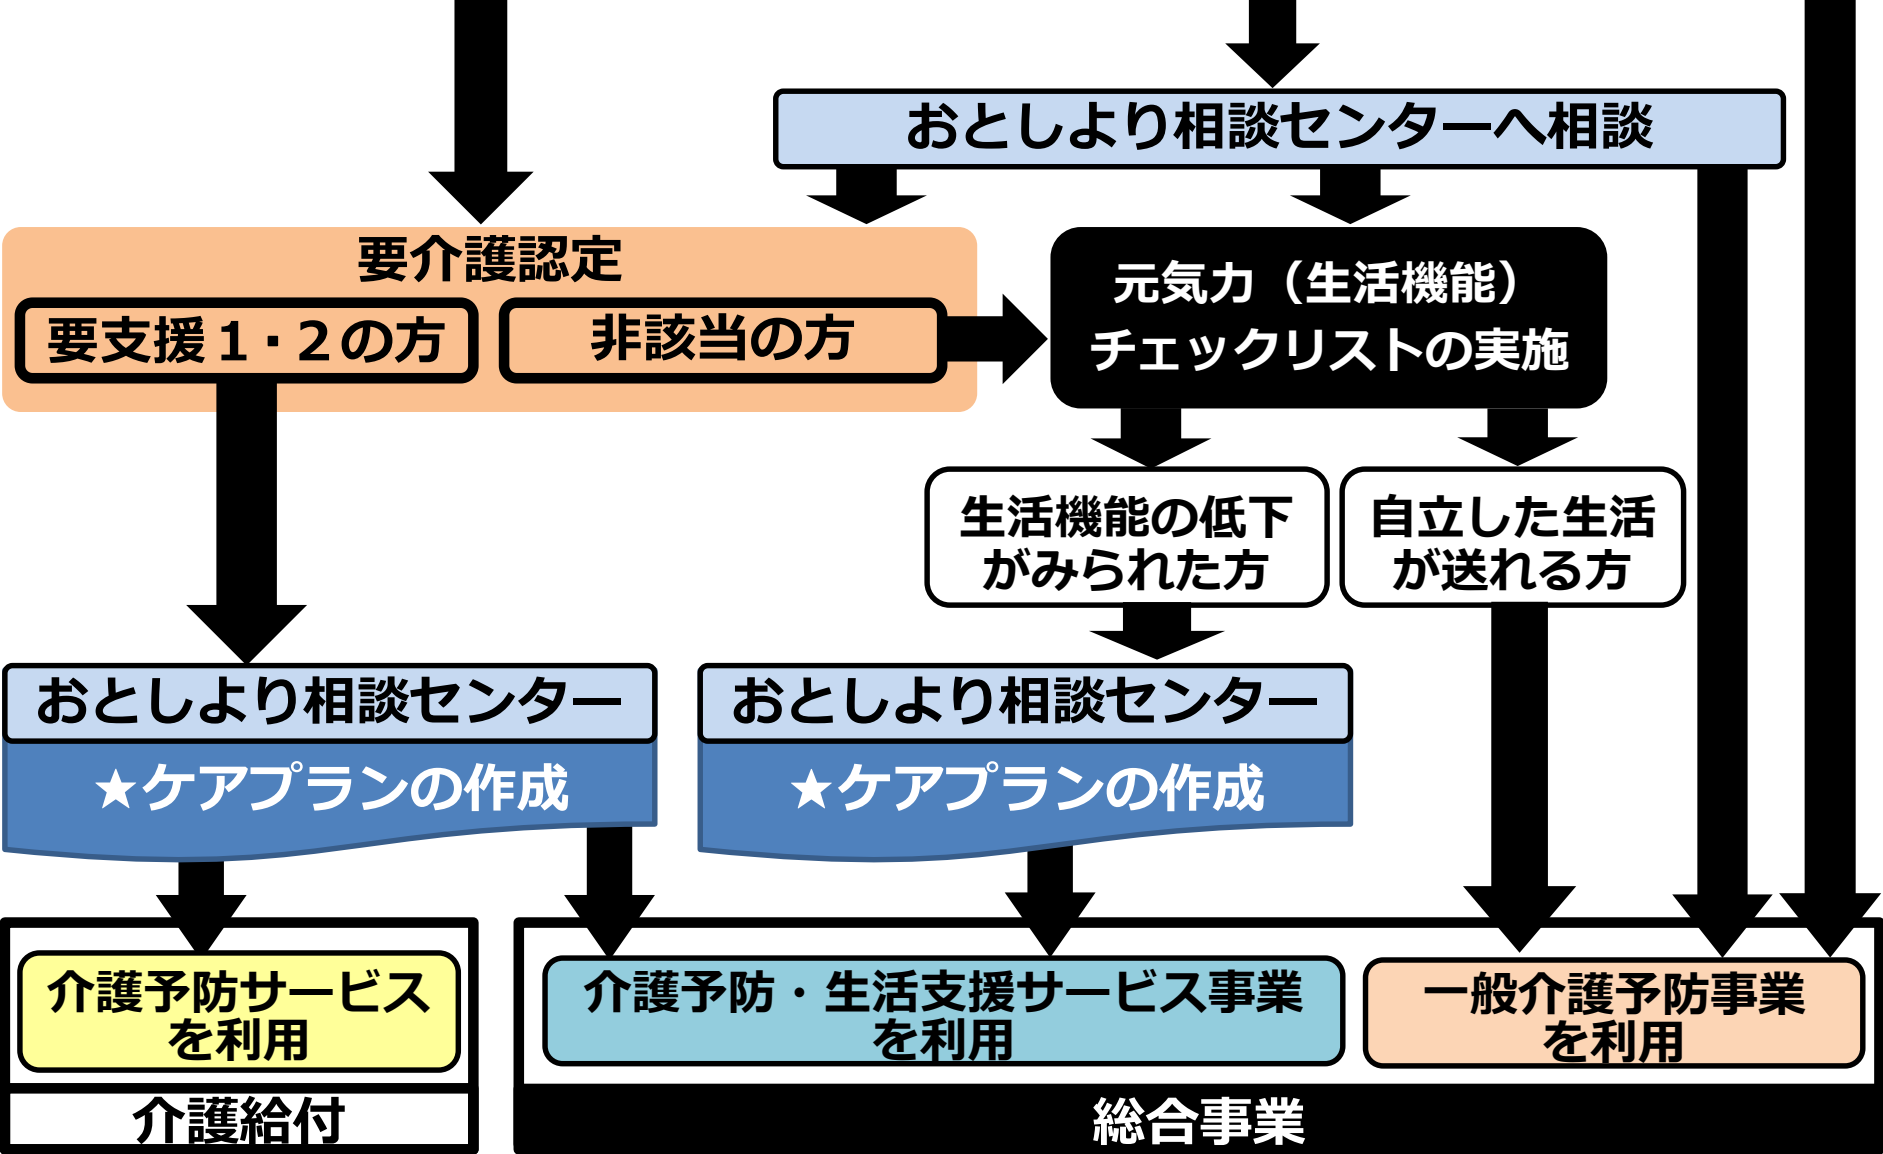 おとしより相談センターへ相談
要介護認定
要支援１・２の方
非該当の方
元気力（生活機能）
チェックリストの実施
生活機能の低下
がみられた方
自立した生活
が送れる方
おとしより相談センター
★ケアプランの作成
おとしより相談センター
★ケアプランの作成
介護予防サービス
を利用
介護予防・生活支援サービス事業
を利用
一般介護予防事業
を利用
介護給付
総合事業